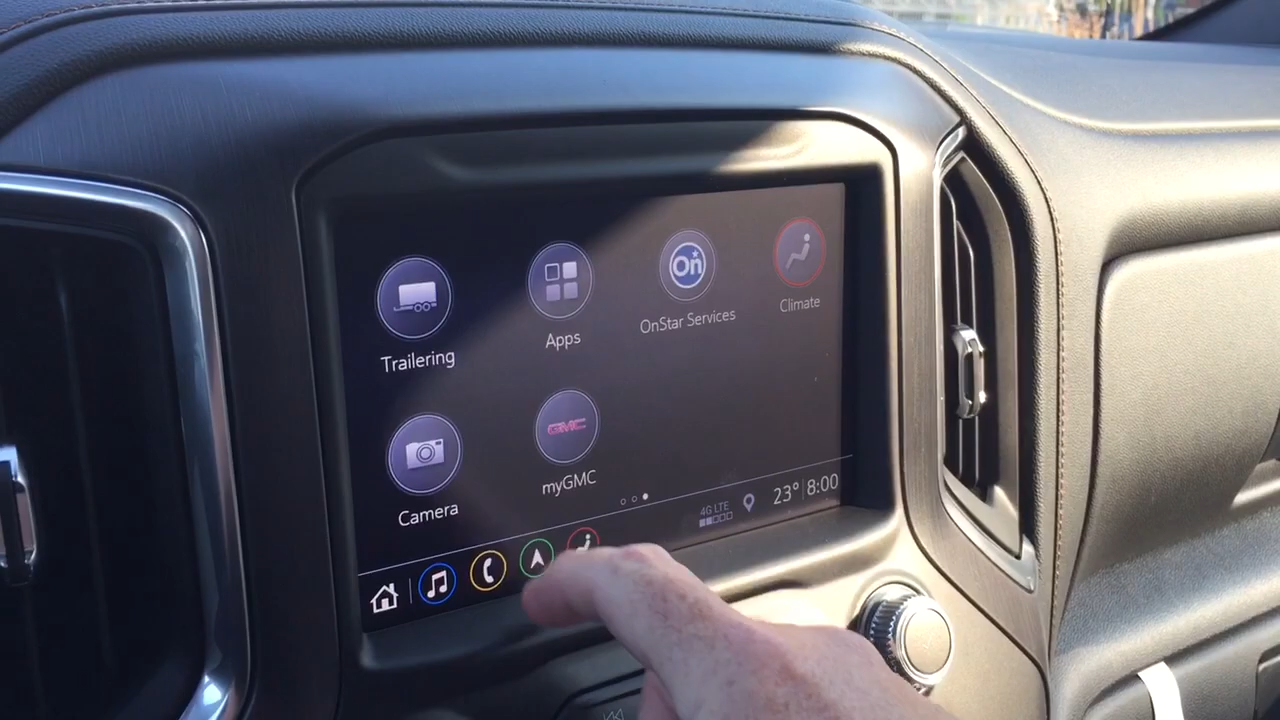 Trailering
Apps
On
OnStar Services
Climate
Camera
GMC
myGMC
4G LTE
23° 8:00